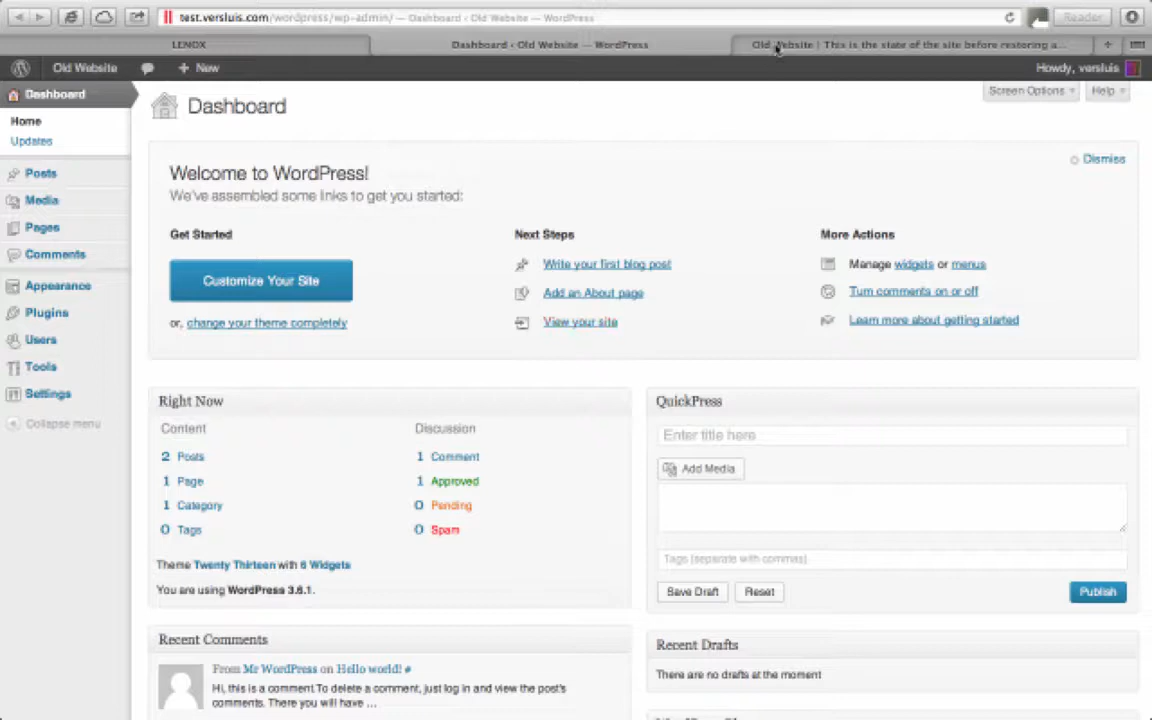 test.versluis.com/wordpress/wp-admin/ — Dashboard ‹ Old Website — WordPress
Reader
LENOX
Dashboard ‹ Old Website — WordPress
Old Website | This is the state of the site before restoring a...
Old Website
+ New
Howdy, versluis
Dashboard
Home
Updates
Posts
Media
Pages
Comments
Appearance
Plugins
Users
Tools
Settings
Collapse menu
Screen Options
Help
Dashboard
Welcome to WordPress!
Dismiss
We've assembled some links to get you started:
Get Started
Customize Your Site
or, change your theme completely
Next Steps
Write your first blog post
Add an About page
View your site
More Actions
Manage widgets or menus
Turn comments on or off
Learn more about getting started
Right Now
Content
Discussion
2 Posts
1 Comment
1 Page
1 Approved
1 Category
0 Pending
0 Tags
0 Spam
Theme Twenty Thirteen with 6 Widgets
You are using WordPress 3.6.1.
Recent Comments
From Mr WordPress on Hello world! #
Hi, this is a comment.To delete a comment, just log in and view the post's
comments. There you will have ...
QuickPress
Enter title here
Add Media
Tags (separate with commas)
Save Draft
Reset
Publish
Recent Drafts
There are no drafts at the moment